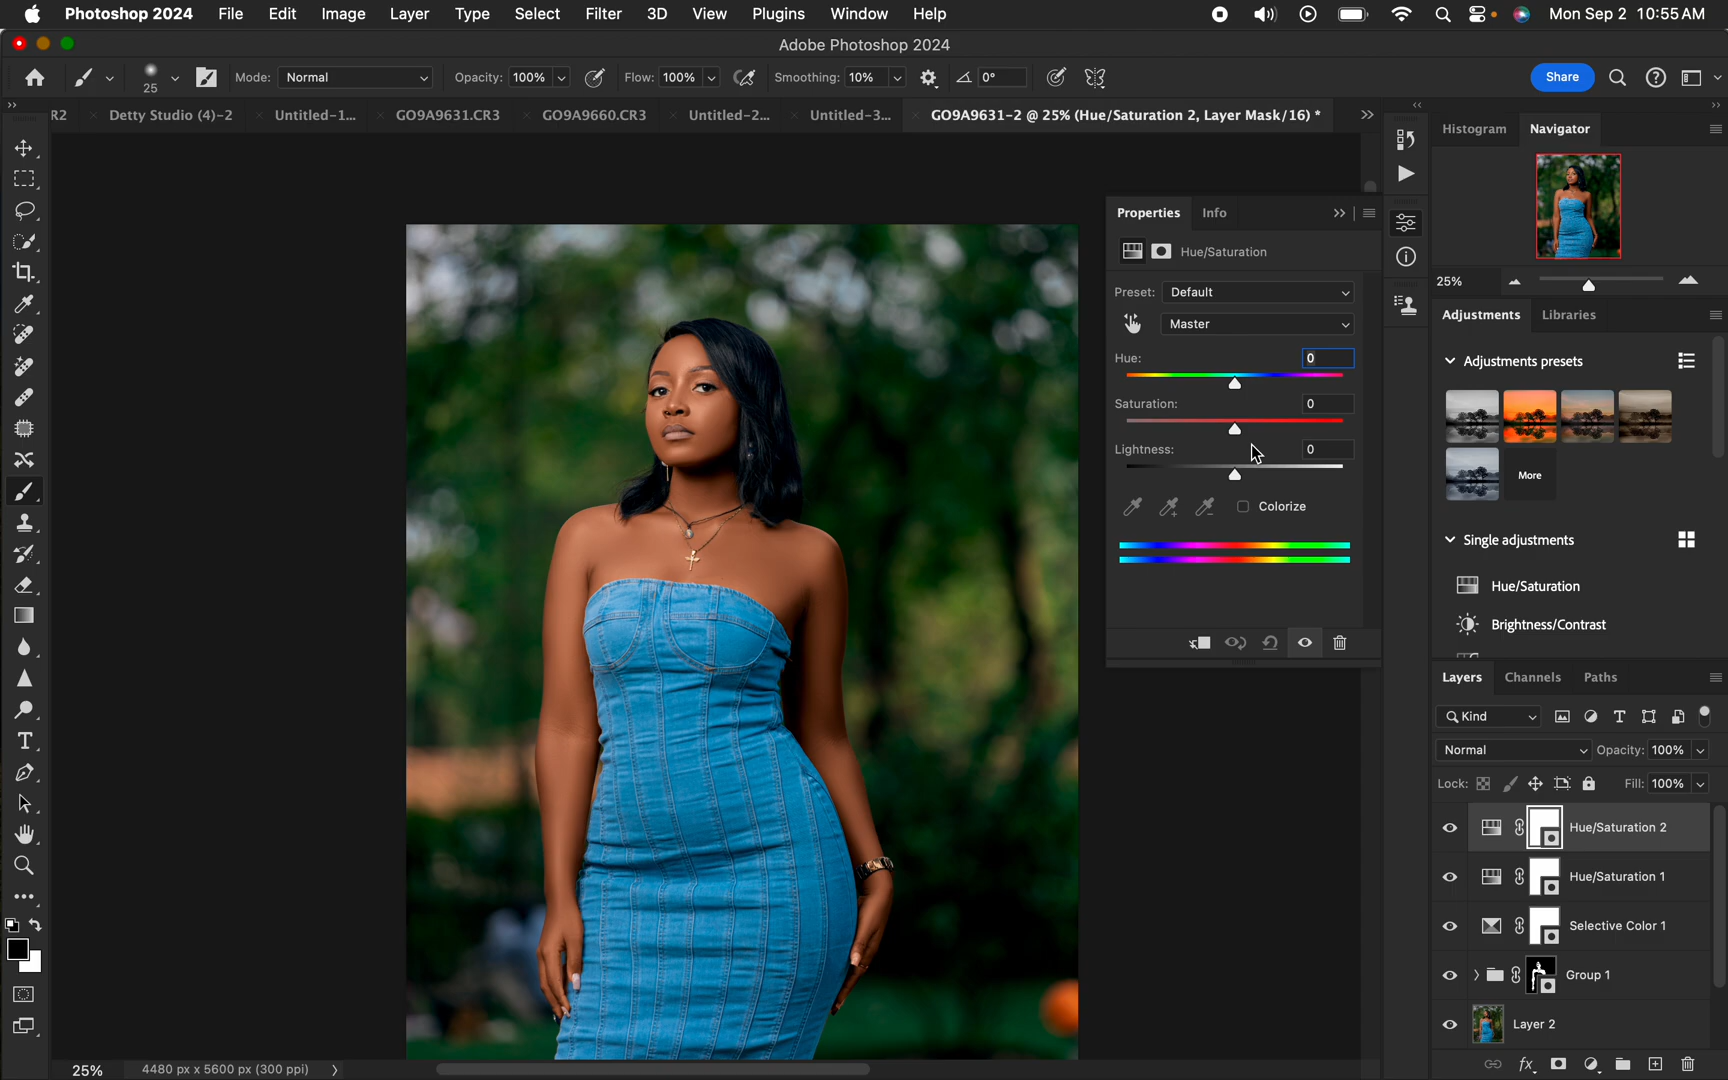 Photoshop 2024 File Edit Image Layer Type Select Filter 3D View Plugins Window Help Mon Sep 2 10:55 AM
Adobe Photoshop 2024
25 Mode: Normal Opacity: 100% Flow: 100% Smoothing: 10% 0° Share
R2 Detty Studio (4)-2 Untitled-1... GO9A9631.CR3 GO9A9660.CR3 Untitled-2... Untitled-3... GO9A9631-2 @ 25% (Hue/Saturation 2, Layer Mask/16) *
Histogram Navigator
25%
Properties Info
Hue/Saturation
Preset: Default
Master
Hue: 0
Saturation: 0
Lightness: 0
Colorize
Adjustments Libraries
Adjustments presets
More
Single adjustments
Hue/Saturation
Brightness/Contrast
Layers Channels Paths
Kind
Normal Opacity: 100%
Lock: Fill: 100%
Hue/Saturation 2
Hue/Saturation 1
Selective Color 1
Group 1
Layer 2
25% 4480 px x 5600 px (300 ppi)